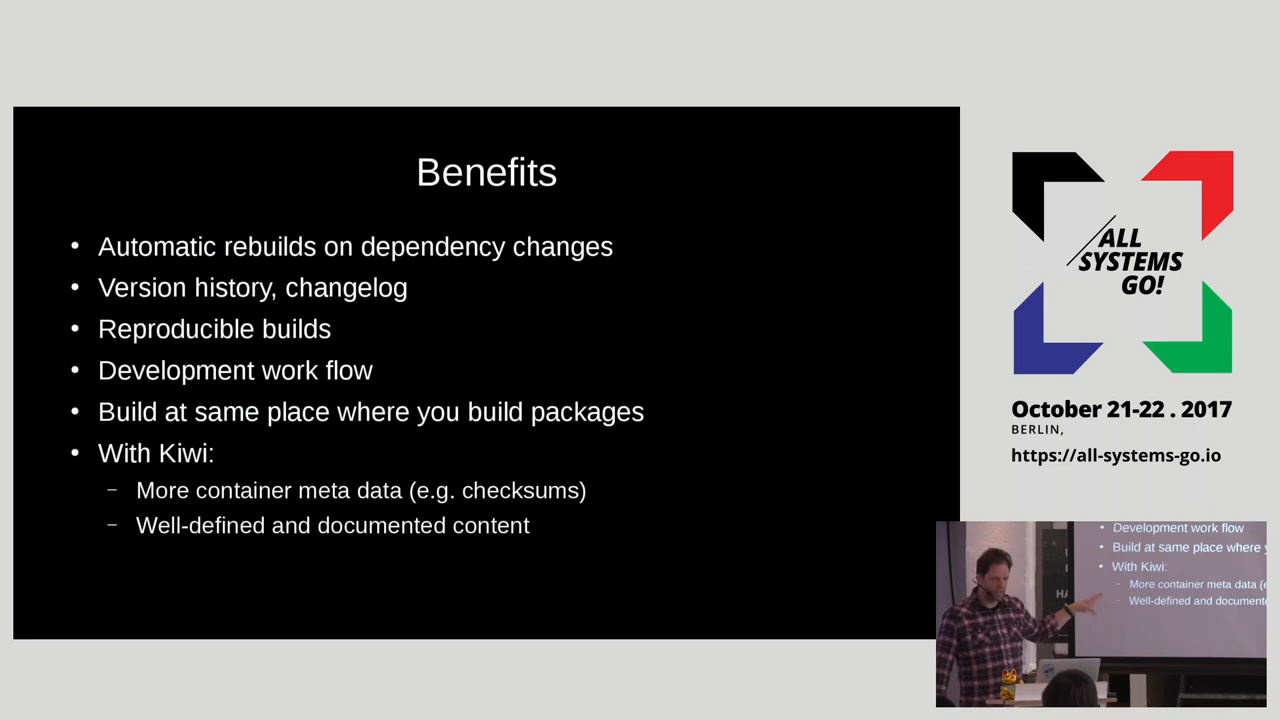 Benefits
• Automatic rebuilds on dependency changes
• Version history, changelog
• Reproducible builds
• Development work flow
• Build at same place where you build packages
• With Kiwi:
– More container meta data (e.g. checksums)
– Well-defined and documented content
ALL
SYSTEMS
GO!
October 21-22 . 2017
BERLIN,
https://all-systems-go.io
• Development work flow
• Build at same place where
• With Kiwi:
– More container meta data (e
– Well-defined and document